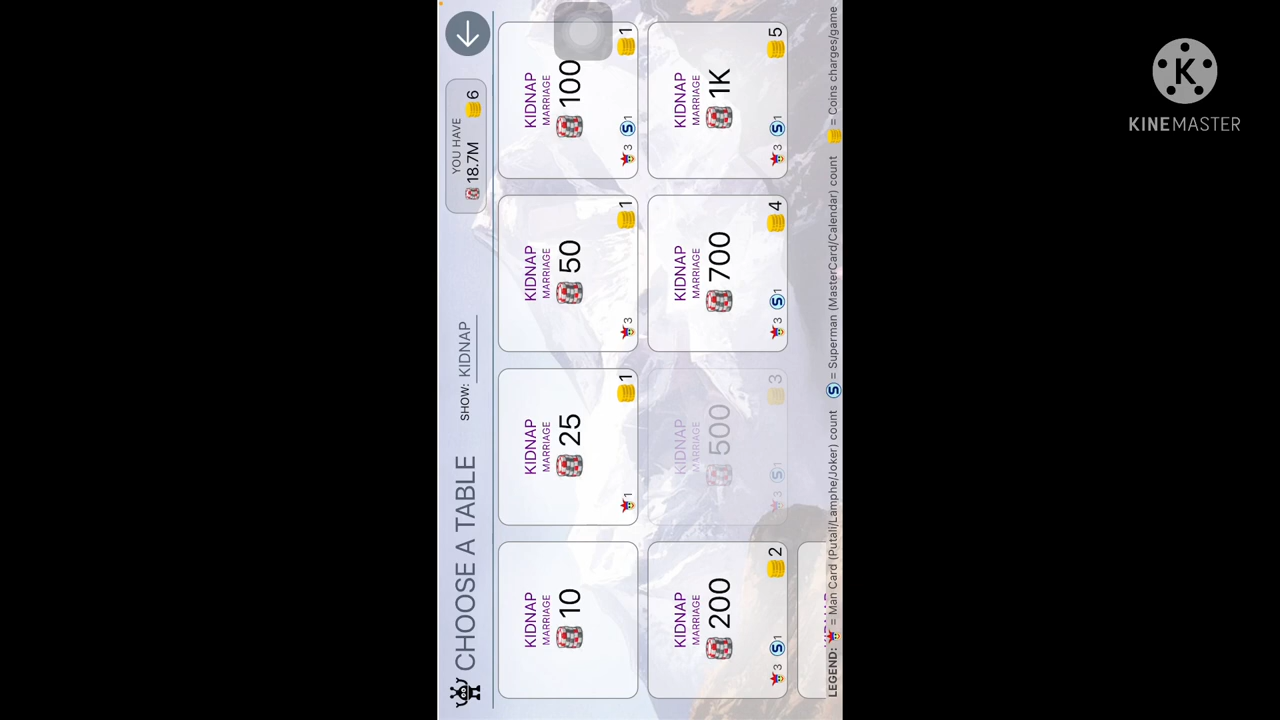 CHOOSE A TABLE
SHOW: KIDNAP
YOU HAVE
18.7M 6
KIDNAP
MARRIAGE
10
KIDNAP
MARRIAGE
25
1 1
KIDNAP
MARRIAGE
50
3 1
KIDNAP
MARRIAGE
100
3 S 1 1
KIDNAP
MARRIAGE
200
3 S 1 2
KIDNAP
MARRIAGE
500
3 S 1 3
KIDNAP
MARRIAGE
700
3 S 1 4
KIDNAP
MARRIAGE
1K
3 S 1 5
LEGEND: = Man Card (Putali/Lamphe/Joker) count S = Superman (MasterCard/Calendar) count = Coins charges/game
K
KINEMASTER